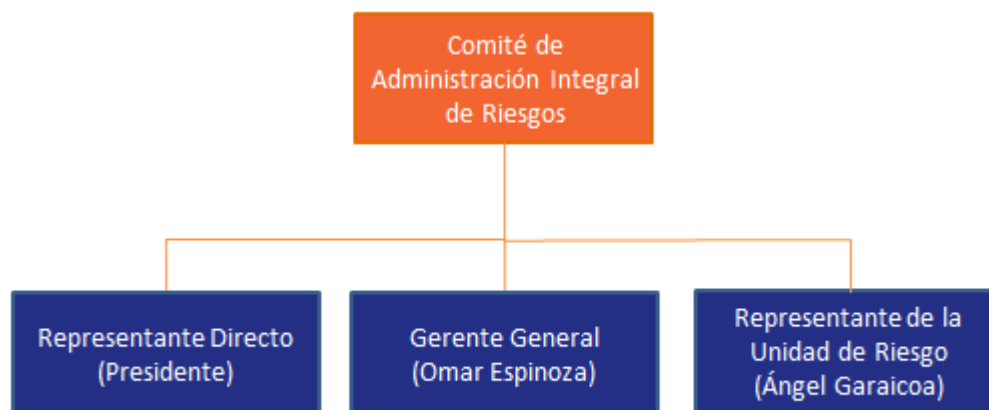 Comité de
Administración Integral
de Riesgos
Representante Directo
(Presidente)
Gerente General
(Omar Espinoza)
Representante de la
Unidad de Riesgo
(Ángel Garaicoa)